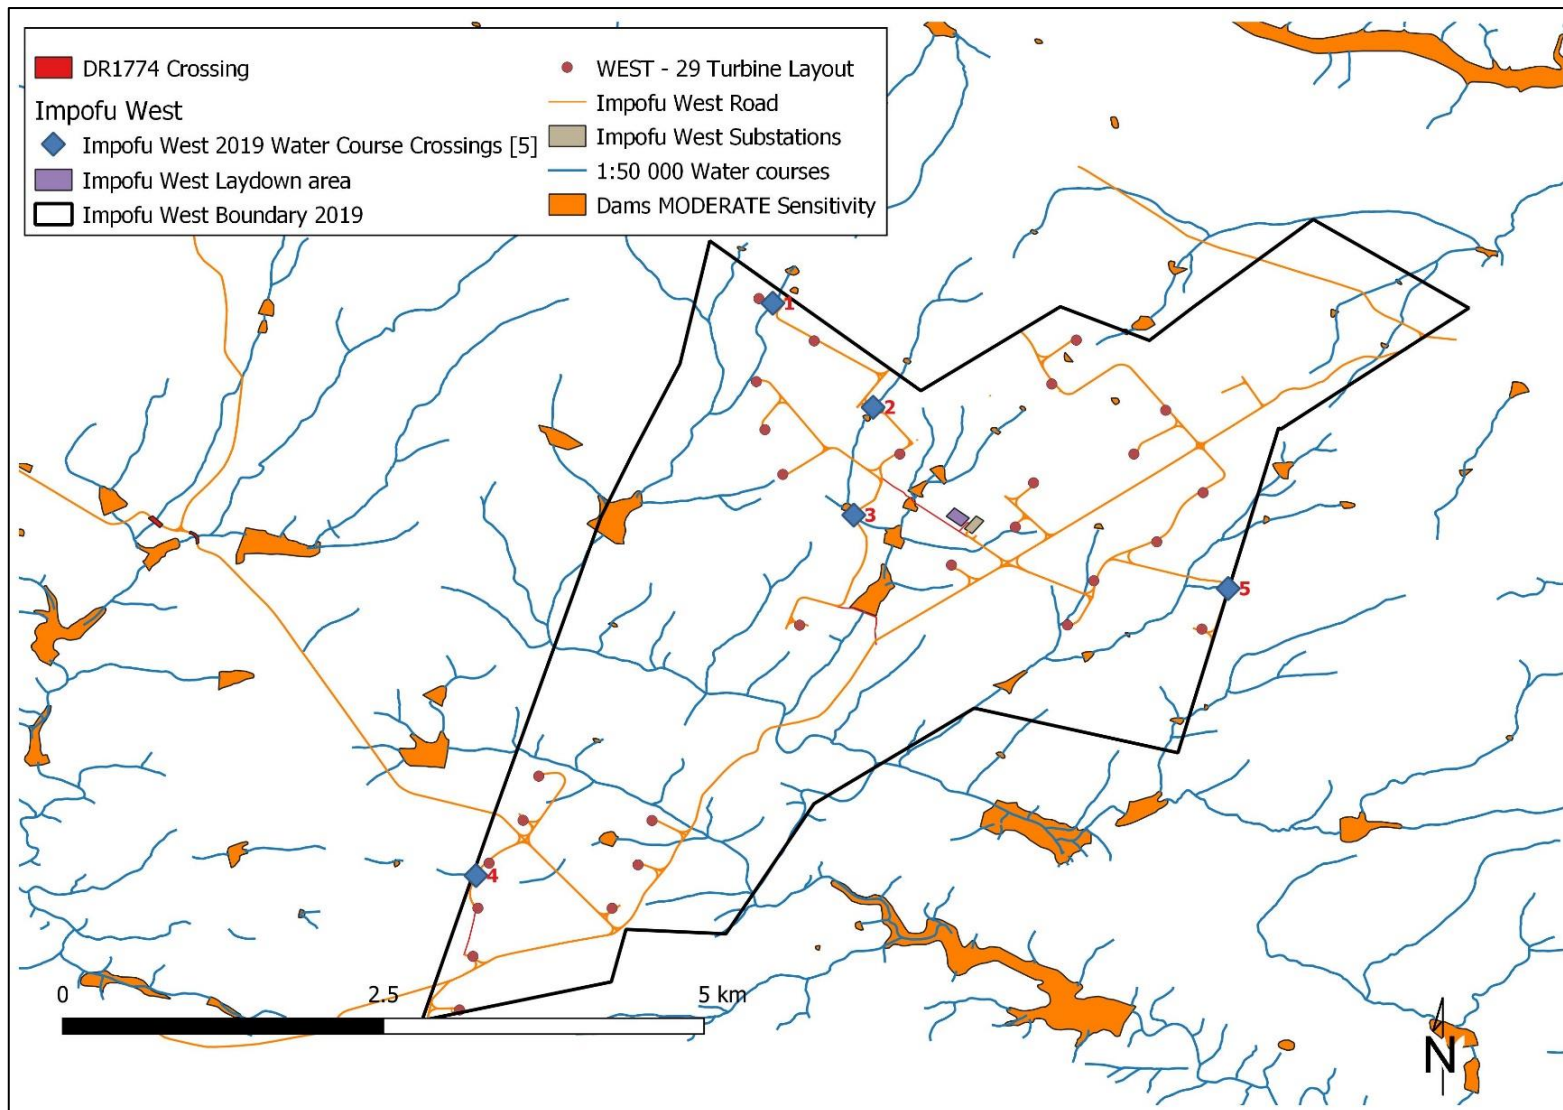 DR1774 Crossing
Impofu West
Impofu West 2019 Water Course Crossings [5]
Impofu West Laydown area
Impofu West Boundary 2019
WEST - 29 Turbine Layout
Impofu West Road
Impofu West Substations
1:50 000 Water courses
Dams MODERATE Sensitivity
1
2
3
5
4
0
2.5
5 km
N